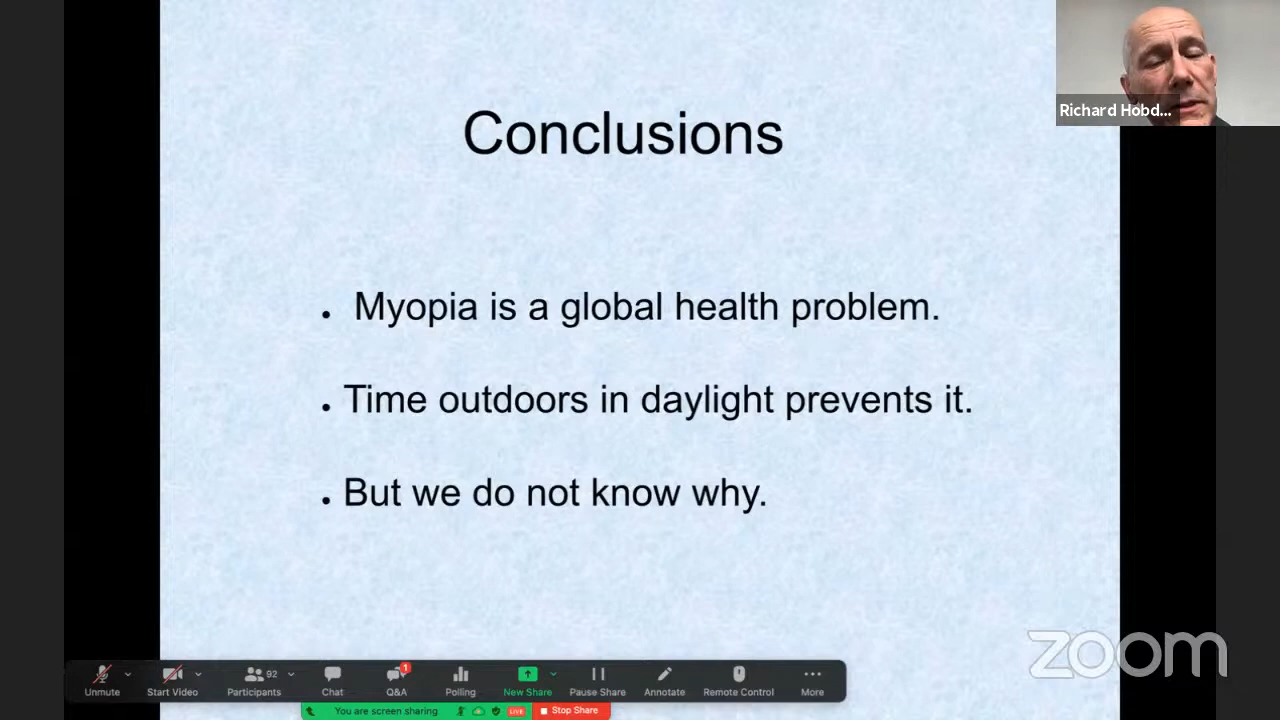 Conclusions
Richard Hobd...
. Myopia is a global health problem.
. Time outdoors in daylight prevents it.
. But we do not know why.
zoom
92
1
Unmute
Start Video
Participants
Chat
Q&A
Polling
New Share
Pause Share
Annotate
Remote Control
More
You are screen sharing
LIVE
Stop Share